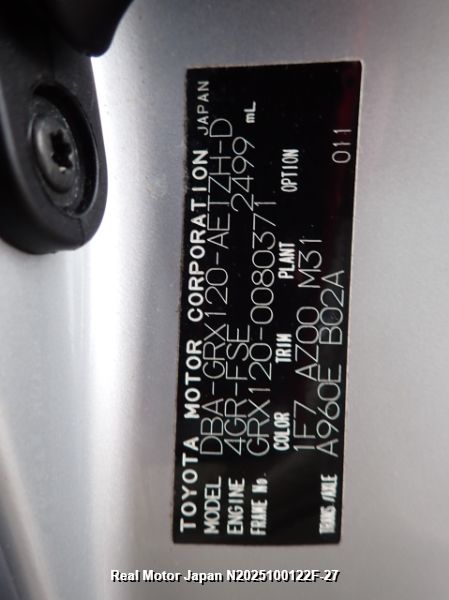 TOYOTA MOTOR CORPORATION JAPAN
MODEL DBA-GRX120-AETZH-D
ENGINE 4GR-FSE 2499 mL
FRAME No. GRX120-0080371
COLOR TRIM PLANT OPTION
1F7 AZ00 M31 011
TRANS/AXLE A960E B02A
Real Motor Japan N2025100122F-27